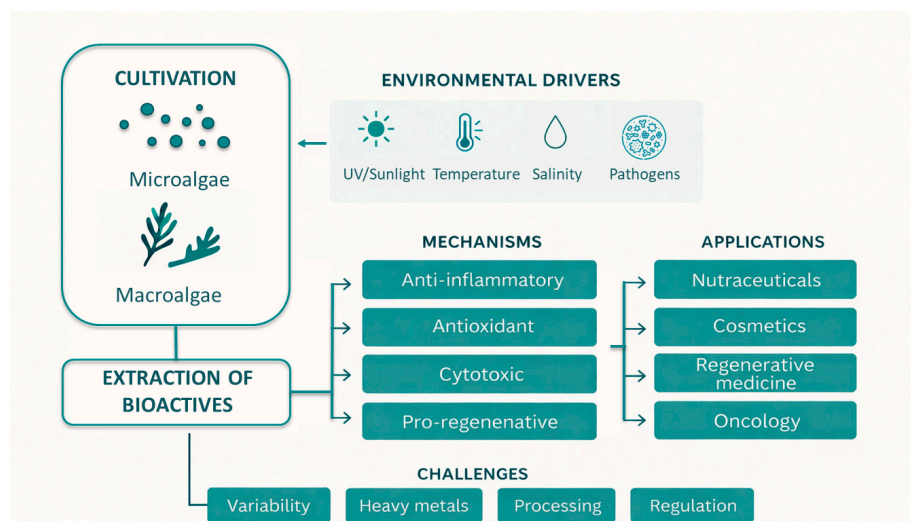 CULTIVATION
Microalgae
Macroalgae
ENVIRONMENTAL DRIVERS
UV/Sunlight Temperature Salinity Pathogens
EXTRACTION OF
BIOACTIVES
MECHANISMS
Anti-inflammatory
Antioxidant
Cytotoxic
Pro-regenenative
APPLICATIONS
Nutraceuticals
Cosmetics
Regenerative
medicine
Oncology
CHALLENGES
Variability
Heavy metals
Processing
Regulation